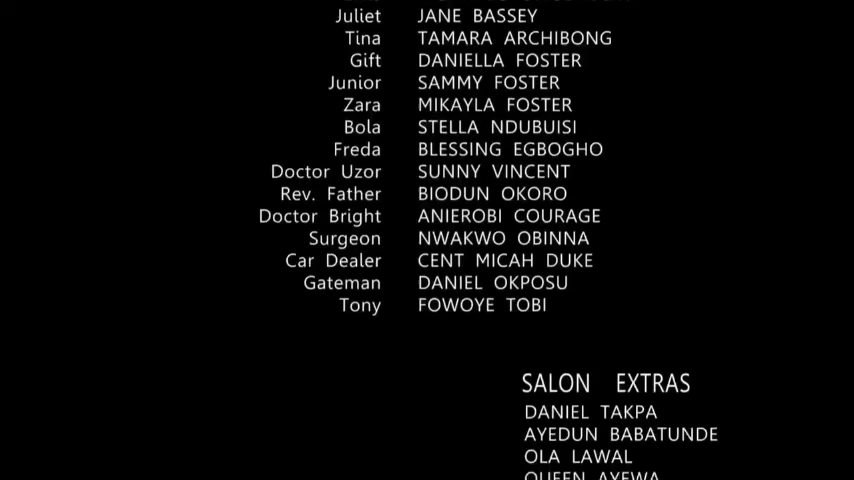 Juliet JANE BASSEY
Tina TAMARA ARCHIBONG
Gift DANIELLA FOSTER
Junior SAMMY FOSTER
Zara MIKAYLA FOSTER
Bola STELLA NDUBUISI
Freda BLESSING EGBOGHO
Doctor Uzor SUNNY VINCENT
Rev. Father BIODUN OKORO
Doctor Bright ANIEROBI COURAGE
Surgeon NWAKWO OBINNA
Car Dealer CENT MICAH DUKE
Gateman DANIEL OKPOSU
Tony FOWOYE TOBI
SALON EXTRAS
DANIEL TAKPA
AYEDUN BABATUNDE
OLA LAWAL
QUEEN AYEWA